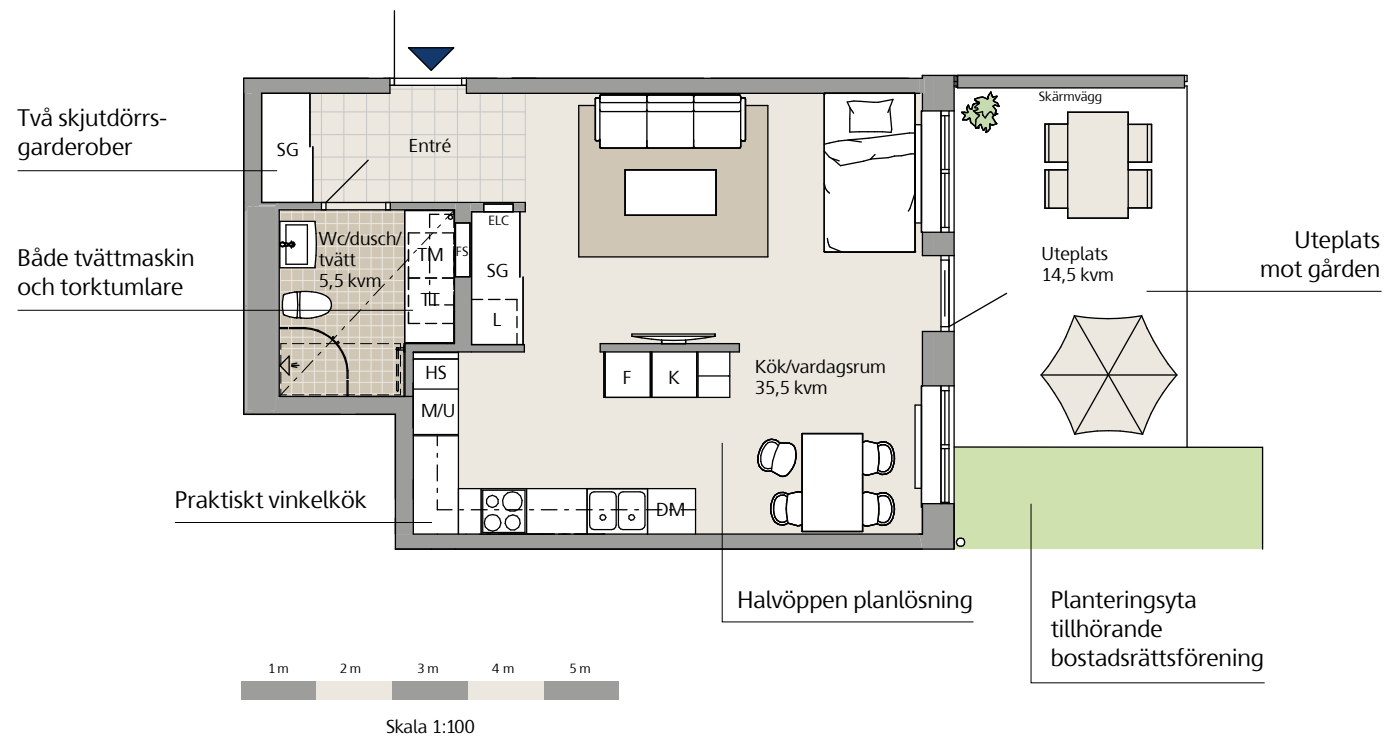 Skärmvägg
Två skjutdörrs-
garderober
SG
Entré
ELC
Wc/dusch/
tvätt
5,5 kvm
TM
FS
TT
SG
L
Både tvättmaskin
och torktumlare
Uteplats
14,5 kvm
Uteplats
mot gården
HS
M/U
F
K
Kök/vardagsrum
35,5 kvm
Praktiskt vinkelkök
DM
Halvöppen planlösning
Planteringsyta
tillhörande
bostadsrättsförening
1 m 2 m 3 m 4 m 5 m
Skala 1:100